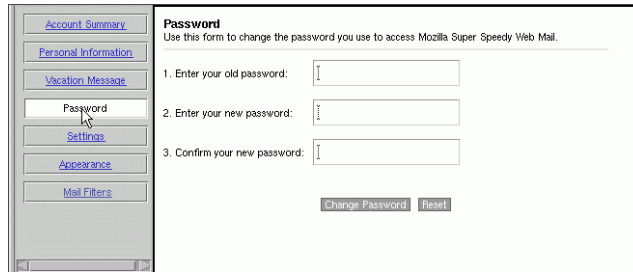 Account Summary
Personal Information
Vacation Message
Password
Settings
Appearance
Mail Filters
Password
Use this form to change the password you use to access Mozilla Super Speedy Web Mail.
1. Enter your old password:
2. Enter your new password:
3. Confirm your new password:
Change Password Reset